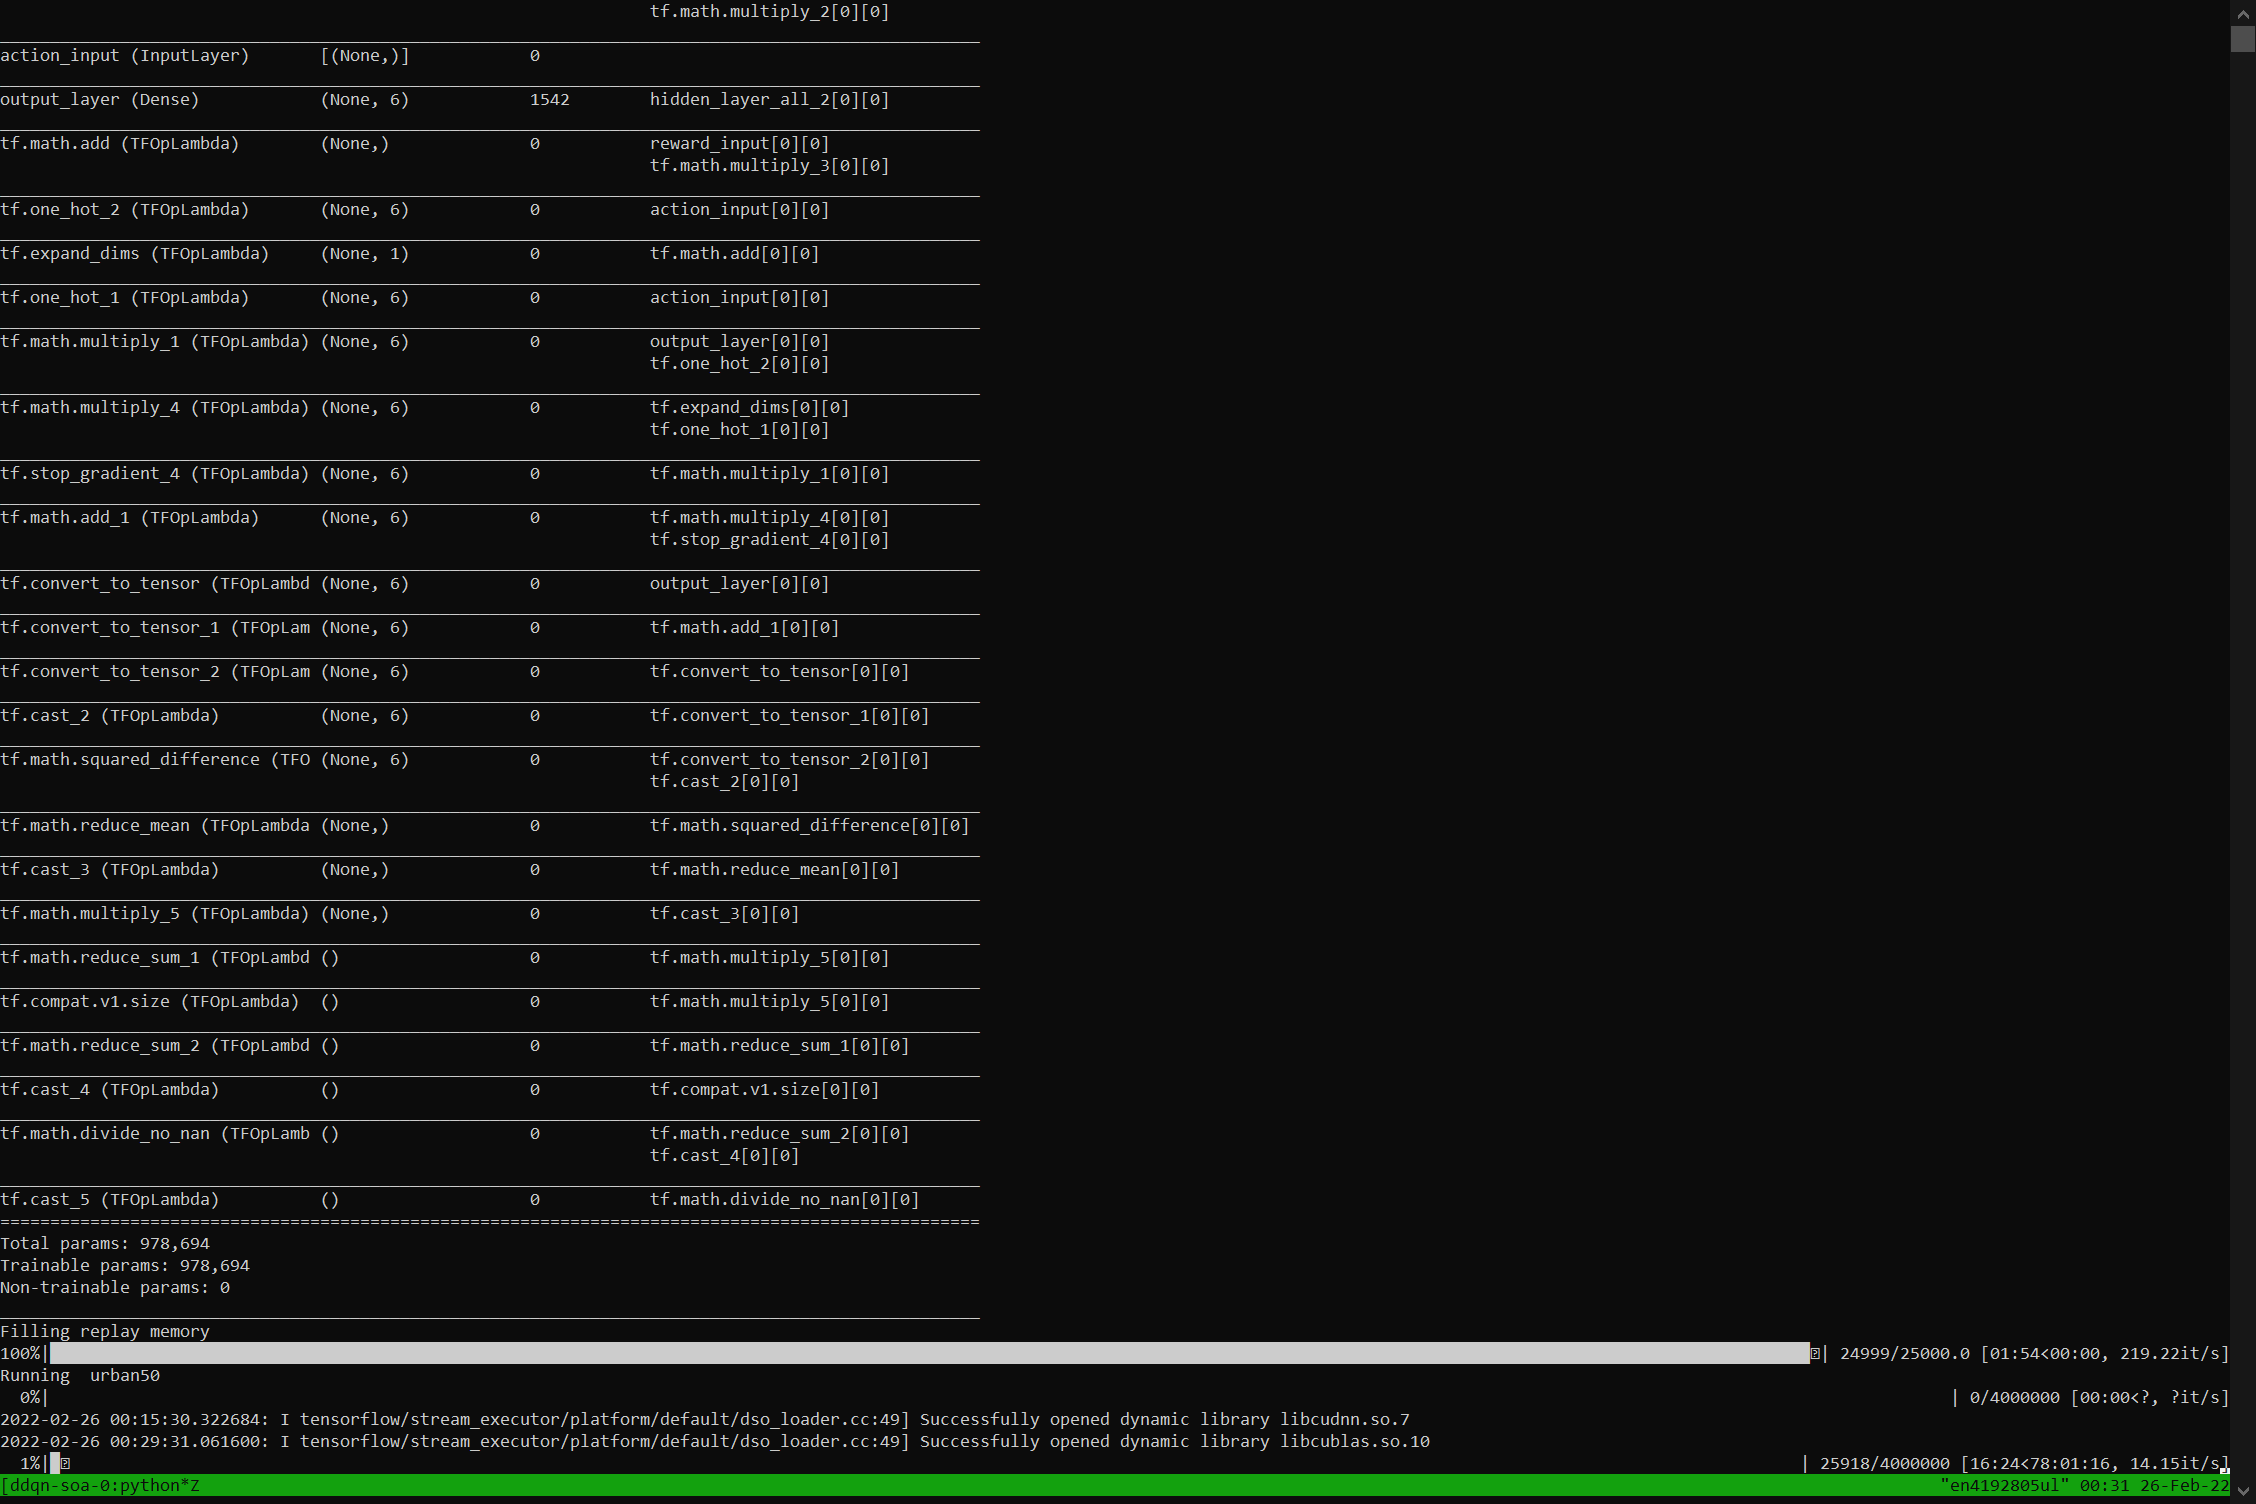 tf.math.multiply_2[0][0]
action_input (InputLayer) [(None,)] 0
output_layer (Dense) (None, 6) 1542 hidden_layer_all_2[0][0]
tf.math.add (TFOpLambda) (None,) 0 reward_input[0][0]
tf.math.multiply_3[0][0]
tf.one_hot_2 (TFOpLambda) (None, 6) 0 action_input[0][0]
tf.expand_dims (TFOpLambda) (None, 1) 0 tf.math.add[0][0]
tf.one_hot_1 (TFOpLambda) (None, 6) 0 action_input[0][0]
tf.math.multiply_1 (TFOpLambda) (None, 6) 0 output_layer[0][0]
tf.one_hot_2[0][0]
tf.math.multiply_4 (TFOpLambda) (None, 6) 0 tf.expand_dims[0][0]
tf.one_hot_1[0][0]
tf.stop_gradient_4 (TFOpLambda) (None, 6) 0 tf.math.multiply_1[0][0]
tf.math.add_1 (TFOpLambda) (None, 6) 0 tf.math.multiply_4[0][0]
tf.stop_gradient_4[0][0]
tf.convert_to_tensor (TFOpLambd (None, 6) 0 output_layer[0][0]
tf.convert_to_tensor_1 (TFOpLam (None, 6) 0 tf.math.add_1[0][0]
tf.convert_to_tensor_2 (TFOpLam (None, 6) 0 tf.convert_to_tensor[0][0]
tf.cast_2 (TFOpLambda) (None, 6) 0 tf.convert_to_tensor_1[0][0]
tf.math.squared_difference (TFO (None, 6) 0 tf.convert_to_tensor_2[0][0]
tf.cast_2[0][0]
tf.math.reduce_mean (TFOpLambda (None,) 0 tf.math.squared_difference[0][0]
tf.cast_3 (TFOpLambda) (None,) 0 tf.math.reduce_mean[0][0]
tf.math.multiply_5 (TFOpLambda) (None,) 0 tf.cast_3[0][0]
tf.math.reduce_sum_1 (TFOpLambd () 0 tf.math.multiply_5[0][0]
tf.compat.v1.size (TFOpLambda) () 0 tf.math.multiply_5[0][0]
tf.math.reduce_sum_2 (TFOpLambd () 0 tf.math.reduce_sum_1[0][0]
tf.cast_4 (TFOpLambda) () 0 tf.compat.v1.size[0][0]
tf.math.divide_no_nan (TFOpLamb () 0 tf.math.reduce_sum_2[0][0]
tf.cast_4[0][0]
tf.cast_5 (TFOpLambda) () 0 tf.math.divide_no_nan[0][0]
Total params: 978,694
Trainable params: 978,694
Non-trainable params: 0
Filling replay memory
100%| | 24999/25000.0 [01:54<00:00, 219.22it/s]
Running urban50
0%| | 0/4000000 [00:00<?, ?it/s]
2022-02-26 00:15:30.322684: I tensorflow/stream_executor/platform/default/dso_loader.cc:49] Successfully opened dynamic library libcudnn.so.7
2022-02-26 00:29:31.061600: I tensorflow/stream_executor/platform/default/dso_loader.cc:49] Successfully opened dynamic library libcublas.so.10
1%| | 25918/4000000 [16:24<78:01:16, 14.15it/s]
[ddqn-soa-0:python*Z "en4192805ul" 00:31 26-Feb-22